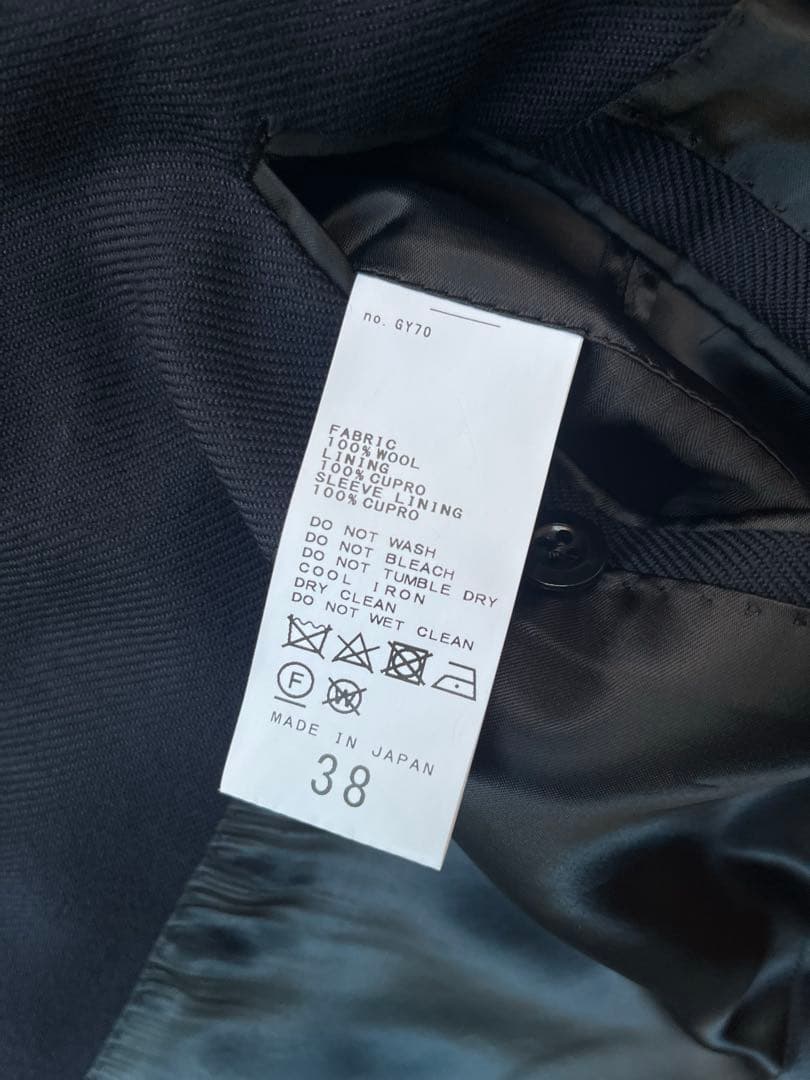 no. GY70
FABRIC
100% WOOL
LINING
100% CUPRO
SLEEVE LINING
100% CUPRO
DO NOT WASH
DO NOT BLEACH
DO NOT TUMBLE DRY
COOL IRON
DRY CLEAN
DO NOT WET CLEAN
F W
MADE IN JAPAN
38